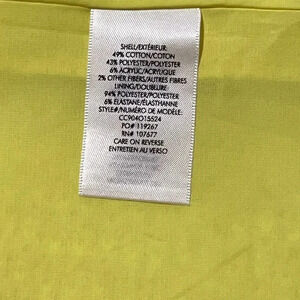 SHELL/EXTÉRIEUR:
49% COTTON/COTON
43% POLYESTER/POLYESTER
6% ACRYLIC/ACRYLIQUE
2% OTHER FIBERS/AUTRES FIBRES
LINING/DOUBLURE:
94% POLYESTER/POLYESTER
6% ELASTANE/ÉLASTHANNE
STYLE#/NUMÉRO DE MODÈLE:
CC904O15524
PO# 119267
RN# 107677
CARE ON REVERSE
ENTRETIEN AU VERSO